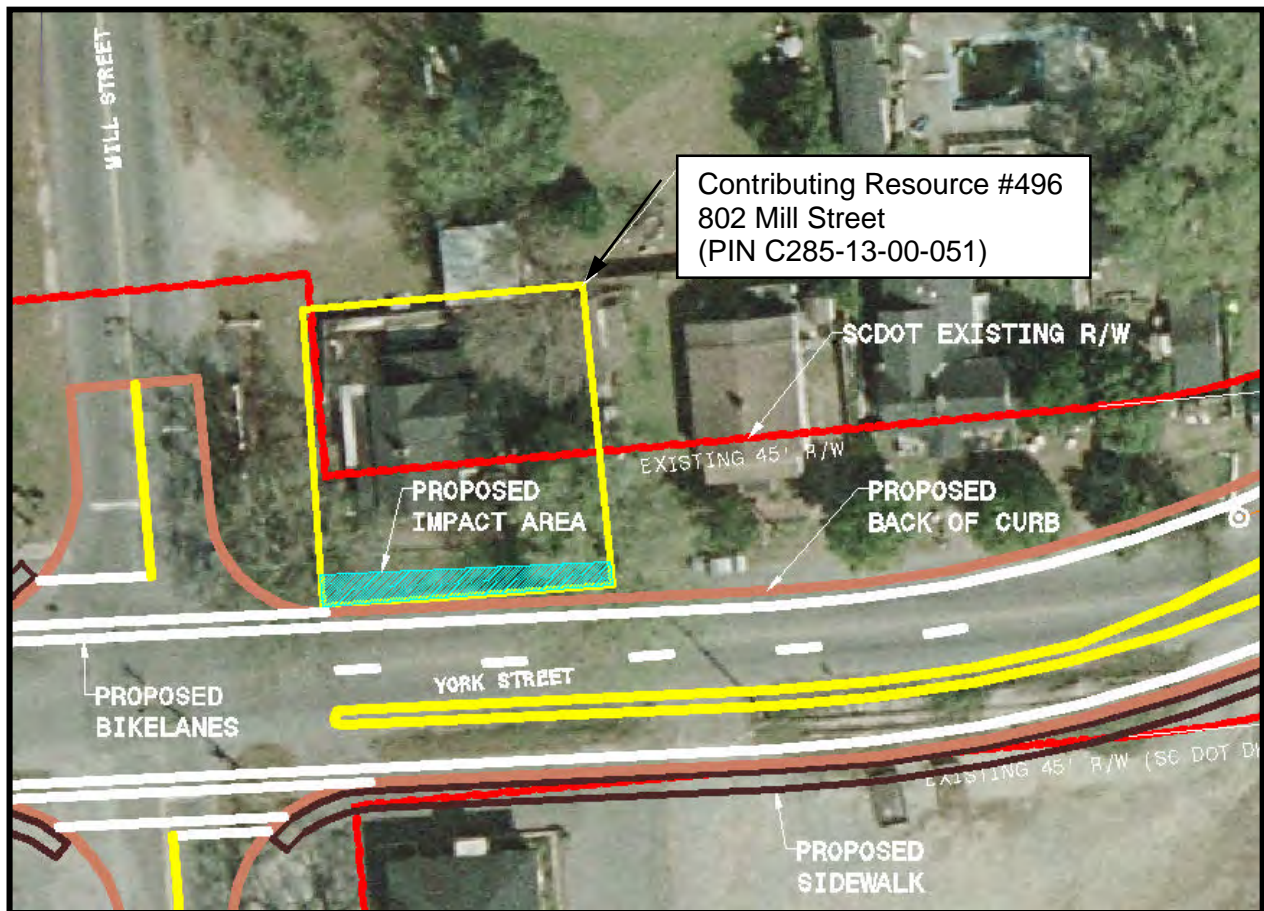 MILL STREET
Contributing Resource #496
802 Mill Street
(PIN C285-13-00-051)
SCDOT EXISTING R/W
EXISTING 45' R/W
PROPOSED
IMPACT AREA
PROPOSED
BACK OF CURB
PROPOSED
BIKELANES
YORK STREET
EXISTING 45' R/W (SC DOT
PROPOSED
SIDEWALK